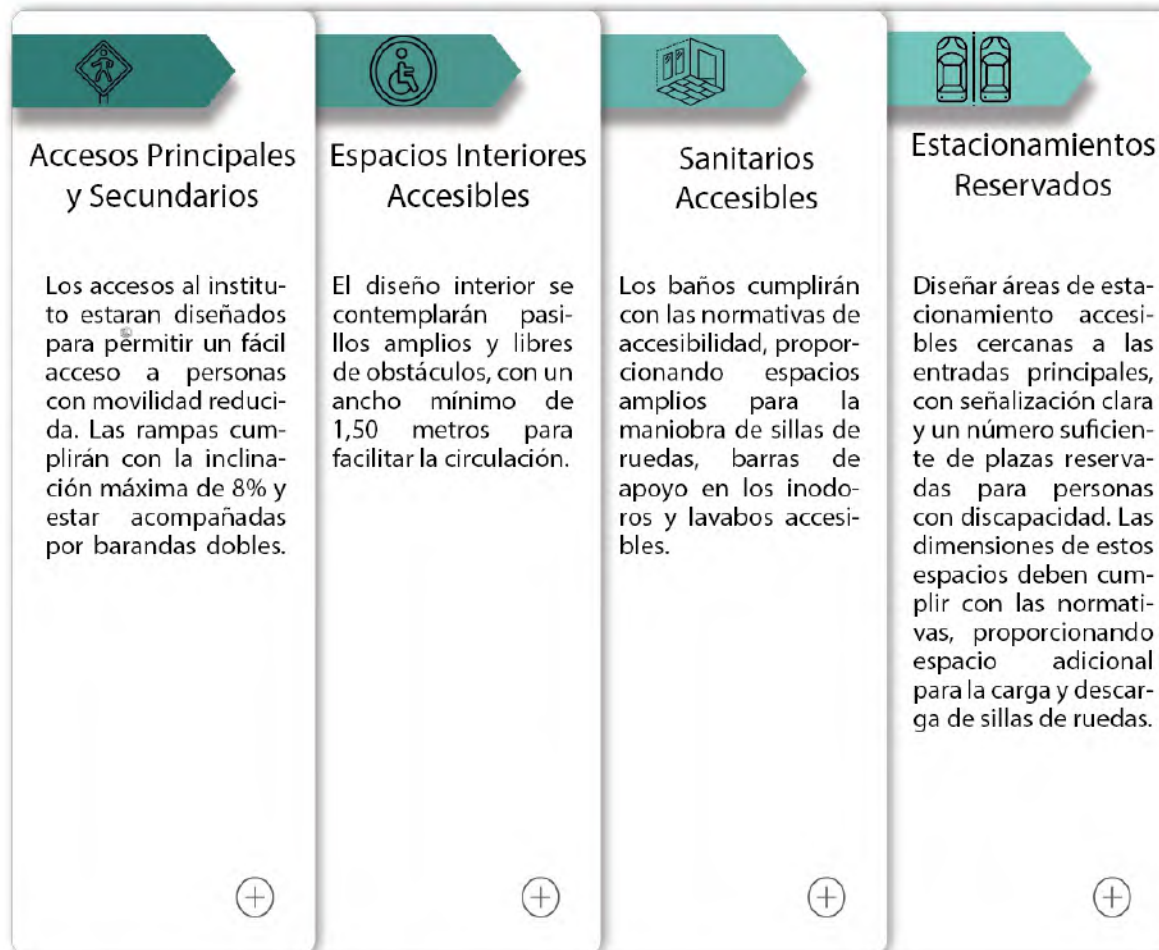 Accesos Principales
y Secundarios
Los accesos al institu-
to estaran diseñados
para permitir un fácil
acceso a personas
con movilidad reduci-
da. Las rampas cum-
plirán con la inclina-
ción máxima de 8% y
estar acompañadas
por barandas dobles.
Espacios Interiores
Accesibles
El diseño interior se
contemplarán pasi-
llos amplios y libres
de obstáculos, con un
ancho mínimo de
1,50 metros para
facilitar la circulación.
Sanitarios
Accesibles
Los baños cumplirán
con las normativas de
accesibilidad, propor-
cionando espacios
amplios para la
maniobra de sillas de
ruedas, barras de
apoyo en los inodo-
ros y lavabos accesi-
bles.
Estacionamientos
Reservados
Diseñar áreas de esta-
cionamiento accesi-
bles cercanas a las
entradas principales,
con señalización clara
y un número suficien-
te de plazas reserva-
das para personas
con discapacidad. Las
dimensiones de estos
espacios deben cum-
plir con las normati-
vas, proporcionando
espacio adicional
para la carga y descar-
ga de sillas de ruedas.